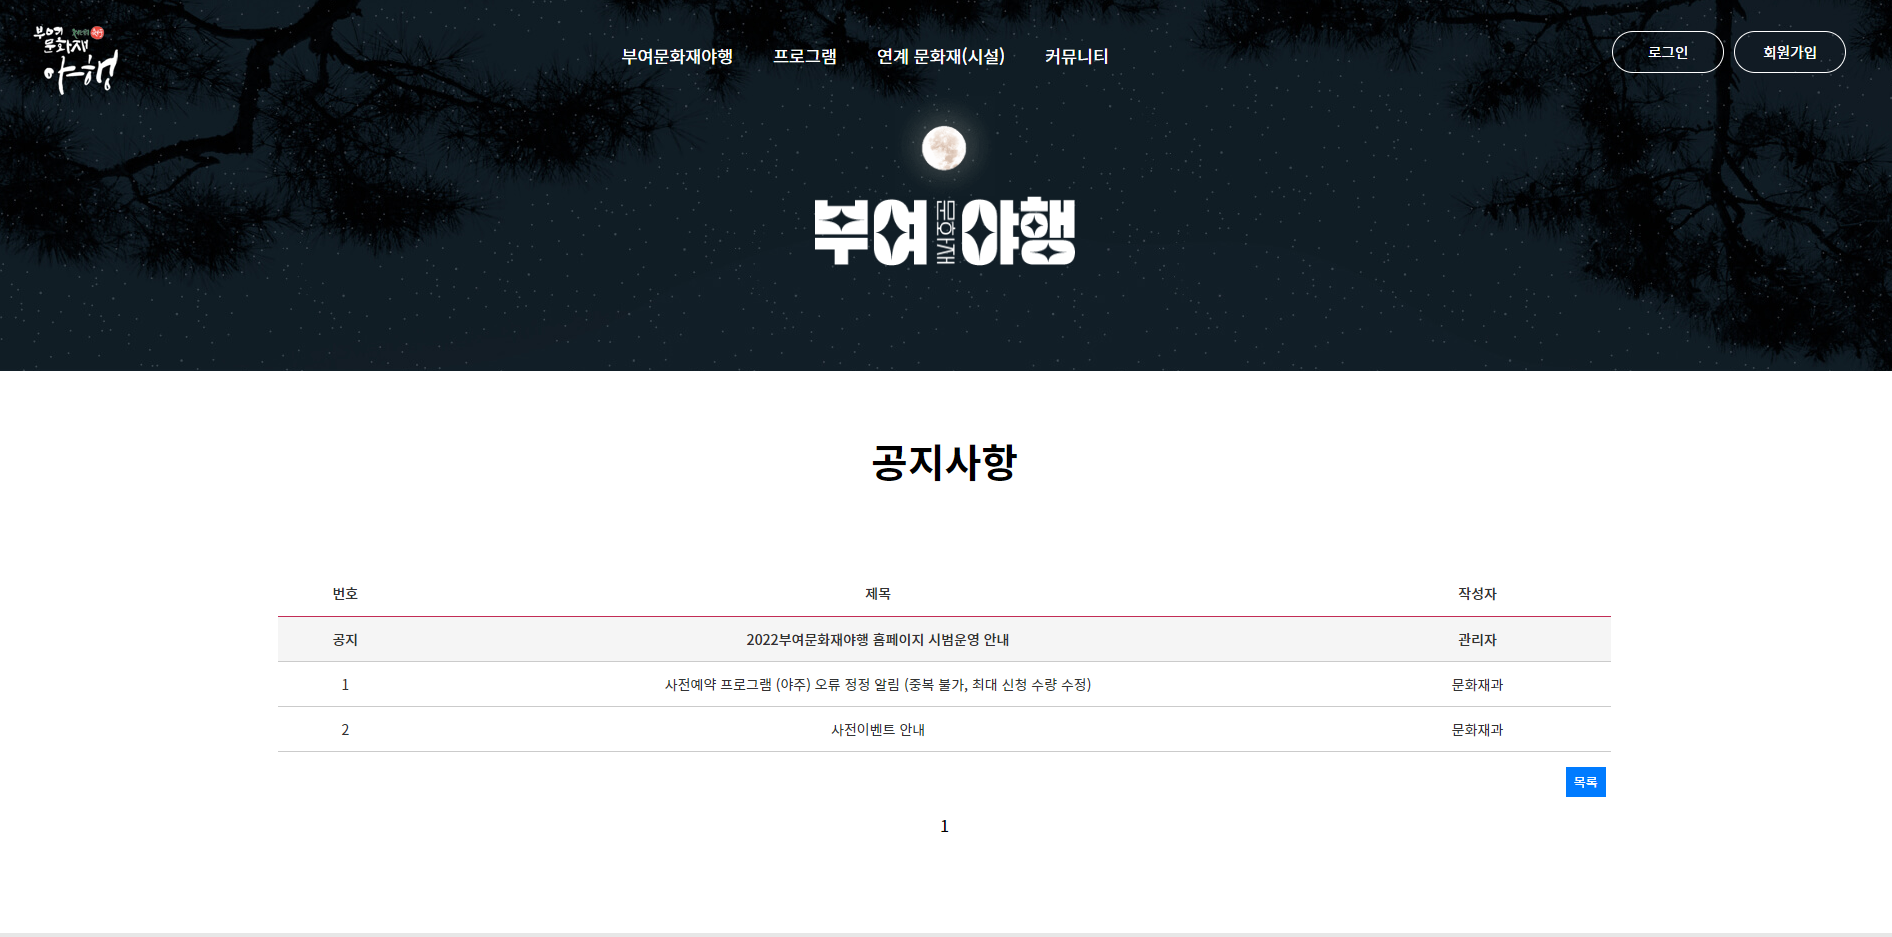 부여
문화재
야행
부여문화재야행 프로그램 연계 문화재(시설) 커뮤니티
로그인 회원가입
부여 문화재 야행
공지사항
번호 제목 작성자
공지 2022부여문화재야행 홈페이지 시범운영 안내 관리자
1 사전예약 프로그램 (야주) 오류 정정 알림 (중복 불가, 최대 신청 수량 수정) 문화재과
2 사전이벤트 안내 문화재과
목록
1